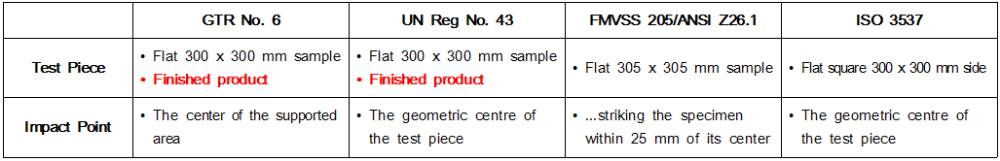 GTR No. 6 UN Reg No. 43 FMVSS 205/ANSI Z26.1 ISO 3537
Test Piece
• Flat 300 x 300 mm sample
• Finished product
• Flat 300 x 300 mm sample
• Finished product
• Flat 305 x 305 mm sample
• Flat square 300 x 300 mm side
Impact Point
• The center of the supported
area
• The geometric centre of
the test piece
• ...striking the specimen
within 25 mm of its center
• The geometric centre of
the test piece